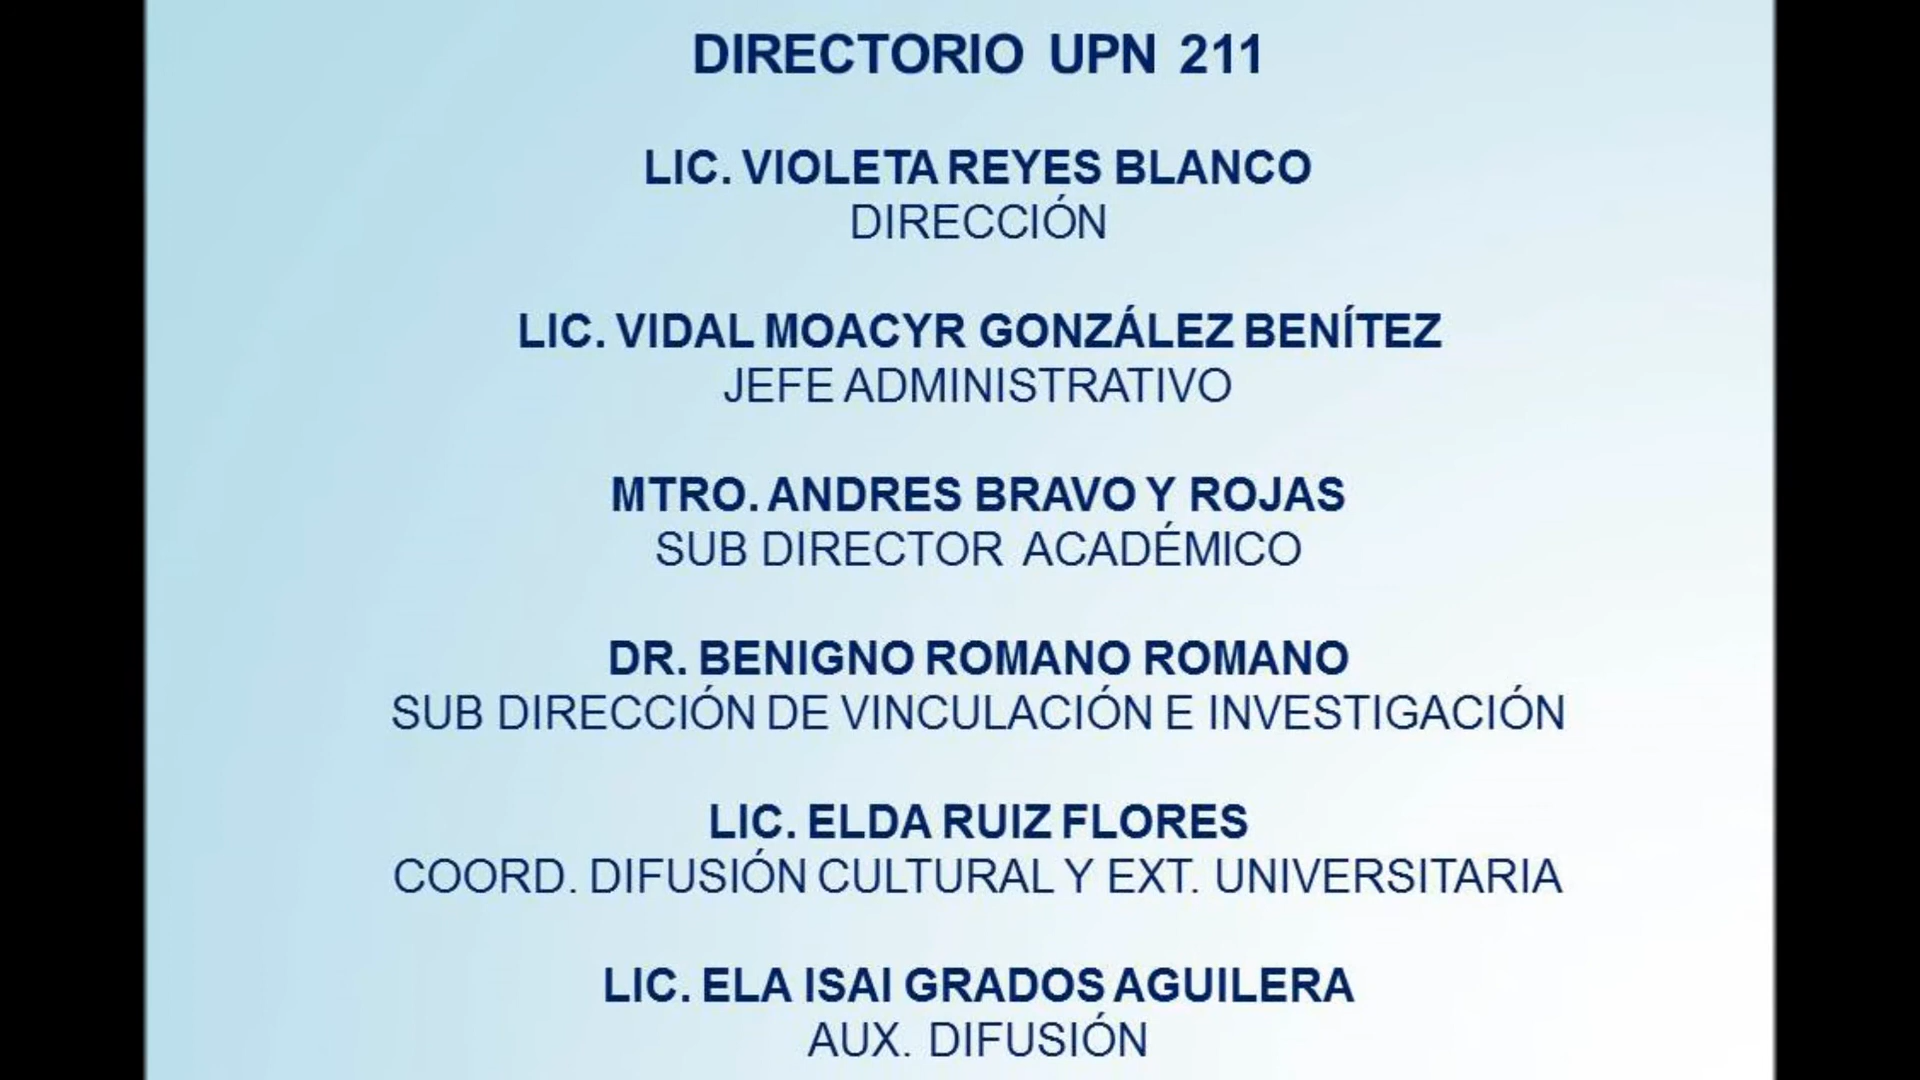 DIRECTORIO UPN 211
LIC. VIOLETA REYES BLANCO
DIRECCIÓN
LIC. VIDAL MOACYR GONZÁLEZ BENÍTEZ
JEFE ADMINISTRATIVO
MTRO. ANDRES BRAVO Y ROJAS
SUB DIRECTOR ACADÉMICO
DR. BENIGNO ROMANO ROMANO
SUB DIRECCIÓN DE VINCULACIÓN E INVESTIGACIÓN
LIC. ELDA RUIZ FLORES
COORD. DIFUSIÓN CULTURAL Y EXT. UNIVERSITARIA
LIC. ELA ISAI GRADOS AGUILERA
AUX. DIFUSIÓN